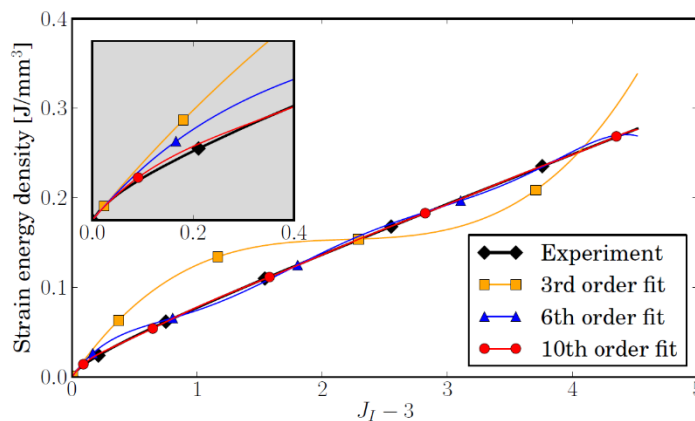 0.4
0.3
0.2
0.1
0.0
Strain energy density [J/mm³]
0.0 0.2 0.4
Experiment
3rd order fit
6th order fit
10th order fit
0 1 2 3 4 5
J_I − 3